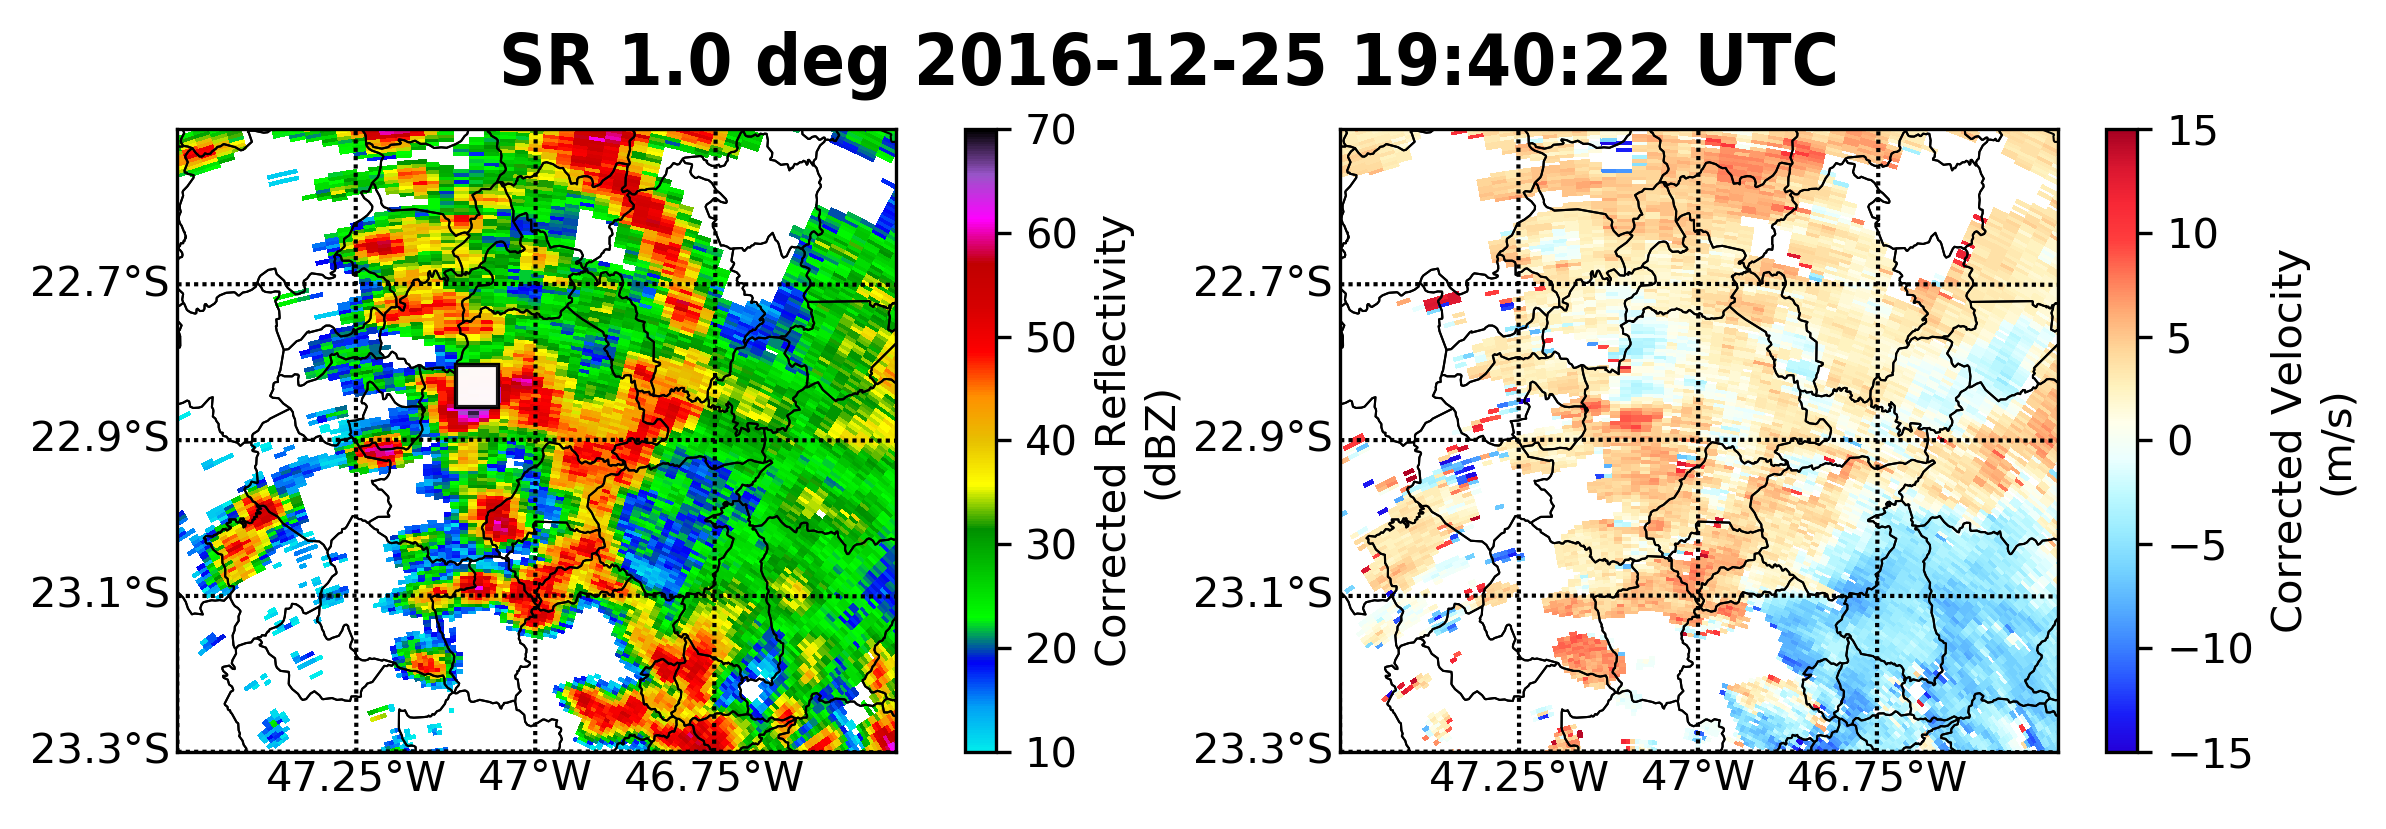 SR 1.0 deg 2016-12-25 19:40:22 UTC
22.7°S
22.9°S
23.1°S
23.3°S
47.25°W
47°W
46.75°W
70
60
50
40
30
20
10
Corrected Reflectivity
(dBZ)
22.7°S
22.9°S
23.1°S
23.3°S
47.25°W
47°W
46.75°W
15
10
5
0
−5
−10
−15
Corrected Velocity
(m/s)